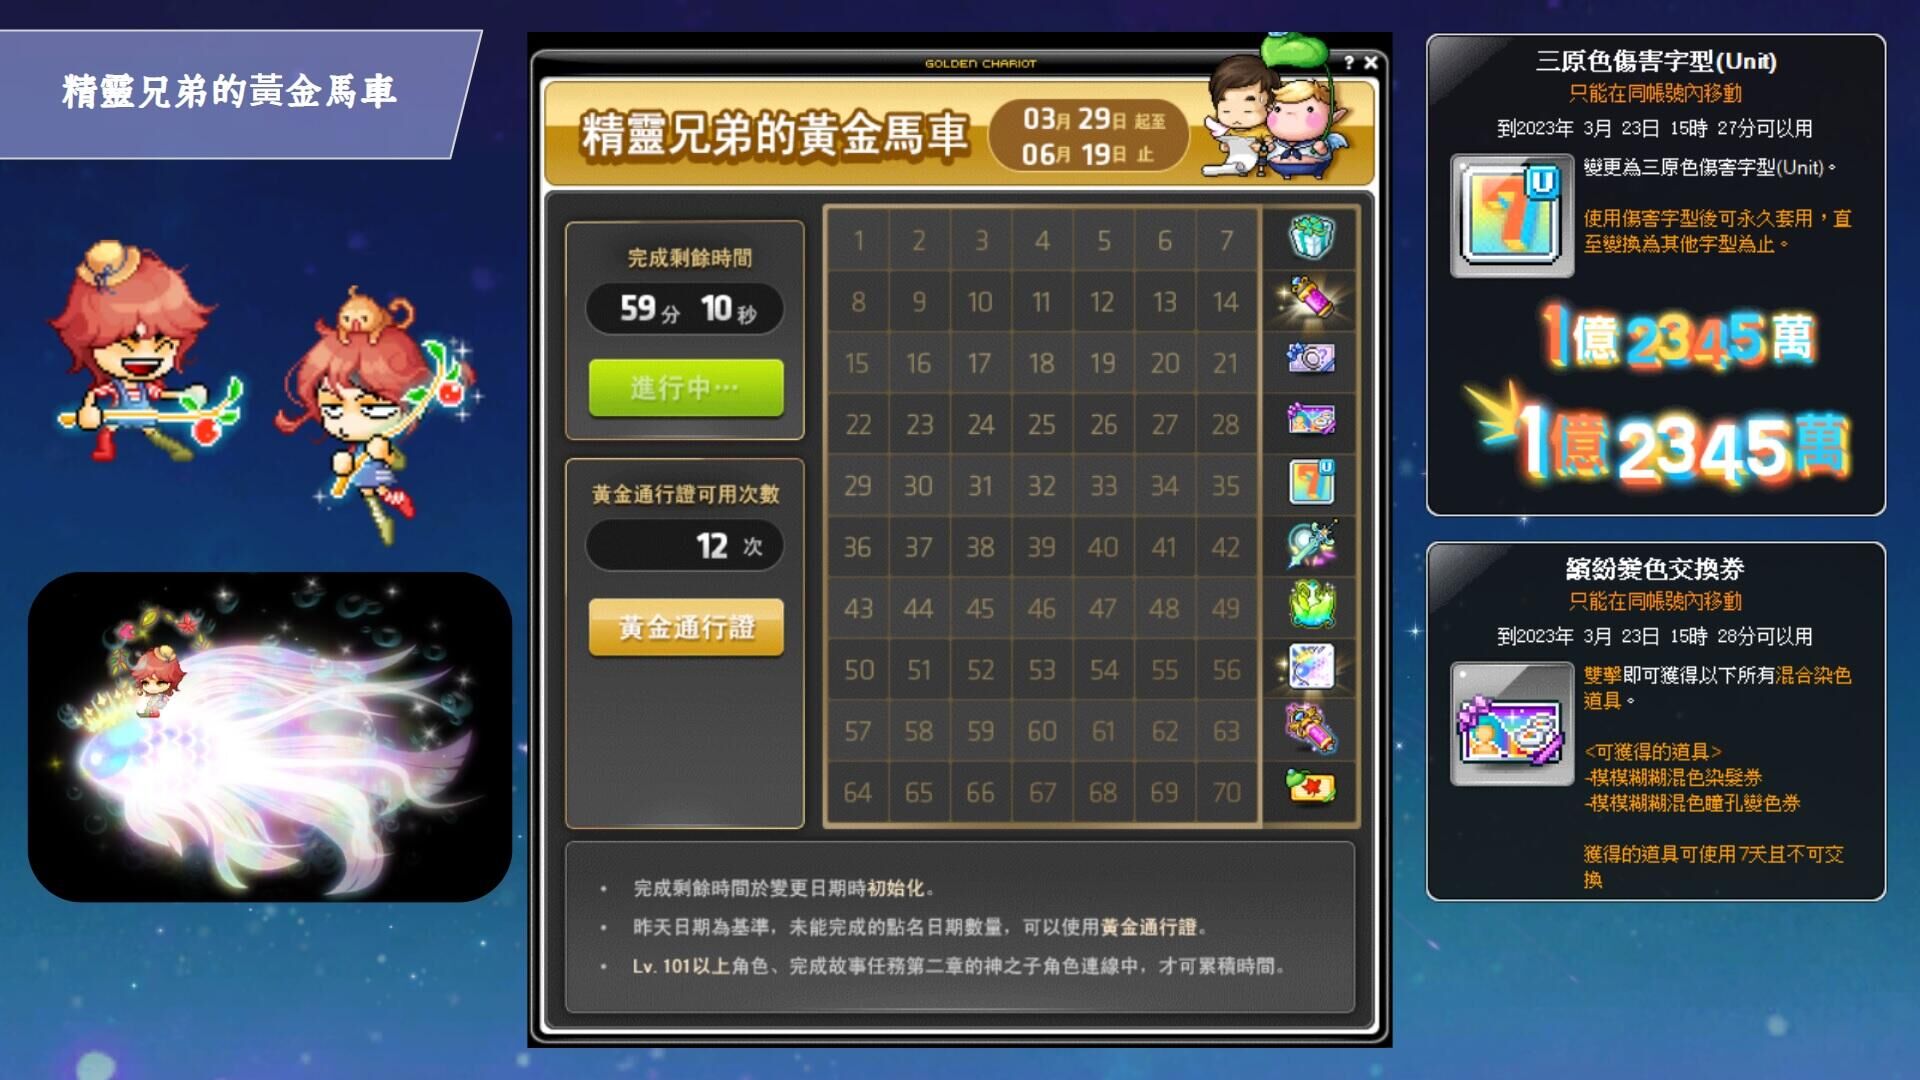 精靈兄弟的黃金馬車
GOLDEN CHARIOT
? ×
精靈兄弟的黃金馬車
03月 29日 起至
06月 19日 止
完成剩餘時間
59分 10秒
進行中…
黃金通行證可用次數
12 次
黃金通行證
1 2 3 4 5 6 7
8 9 10 11 12 13 14
15 16 17 18 19 20 21
22 23 24 25 26 27 28
29 30 31 32 33 34 35
36 37 38 39 40 41 42
43 44 45 46 47 48 49
50 51 52 53 54 55 56
57 58 59 60 61 62 63
64 65 66 67 68 69 70
7 U
• 完成剩餘時間於變更日期時初始化。
• 昨天日期為基準，未能完成的點名日期數量，可以使用黃金通行證。
• Lv. 101以上角色、完成故事任務第二章的神之子角色連線中，才可累積時間。
三原色傷害字型(Unit)
只能在同帳號內移動
到2023年 3月 23日 15時 27分可以用
7 U
變更為三原色傷害字型(Unit)。
使用傷害字型後可永久套用，直
至變換為其他字型為止。
1億2345萬
1億2345萬
繽紛變色交換券
只能在同帳號內移動
到2023年 3月 23日 15時 28分可以用
雙擊即可獲得以下所有混合染色
道具。
<可獲得的道具>
-模模糊糊混色染髮券
-模模糊糊混色瞳孔變色券
獲得的道具可使用7天且不可交
換